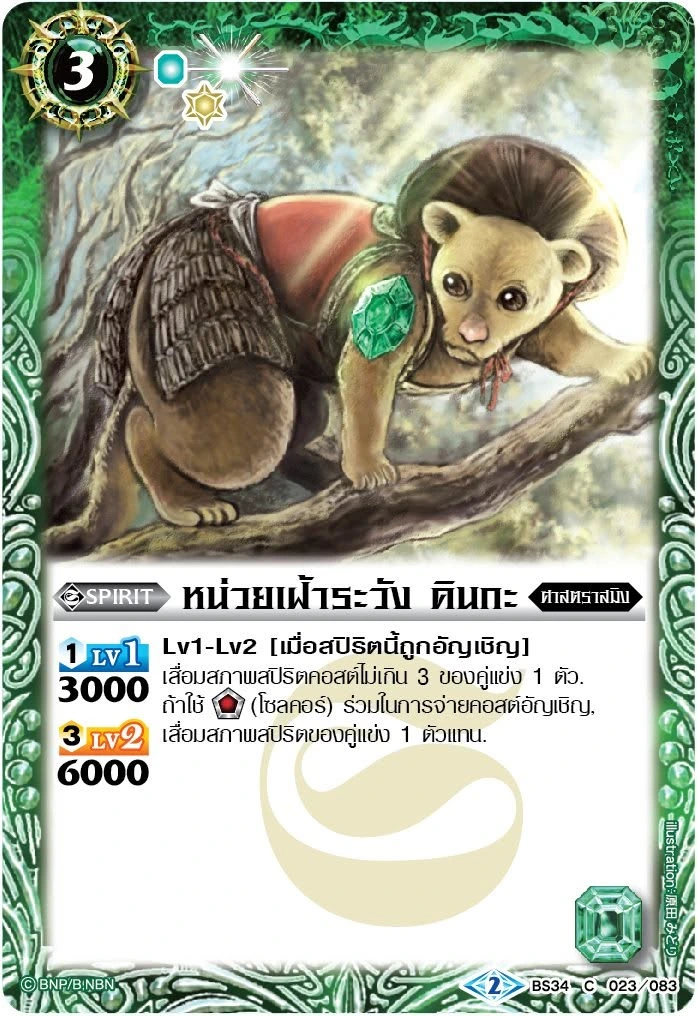 3
SPIRIT หน่วยเฝ้าระวัง คินกะ ศาสตราสมิง
1 LV1
3000
3 LV2
6000
Lv1-Lv2 [เมื่อสปิริตนี้ถูกอัญเชิญ]
เสื่อมสภาพสปิริตคอสต์ไม่เกิน 3 ของคู่แข่ง 1 ตัว.
ถ้าใช้ (โซลคอร์) ร่วมในการจ่ายคอสต์อัญเชิญ,
เสื่อมสภาพสปิริตของคู่แข่ง 1 ตัวแทน.
illustration:原田 みどり
©BNP/B,NBN
2 BS34 C 023/083